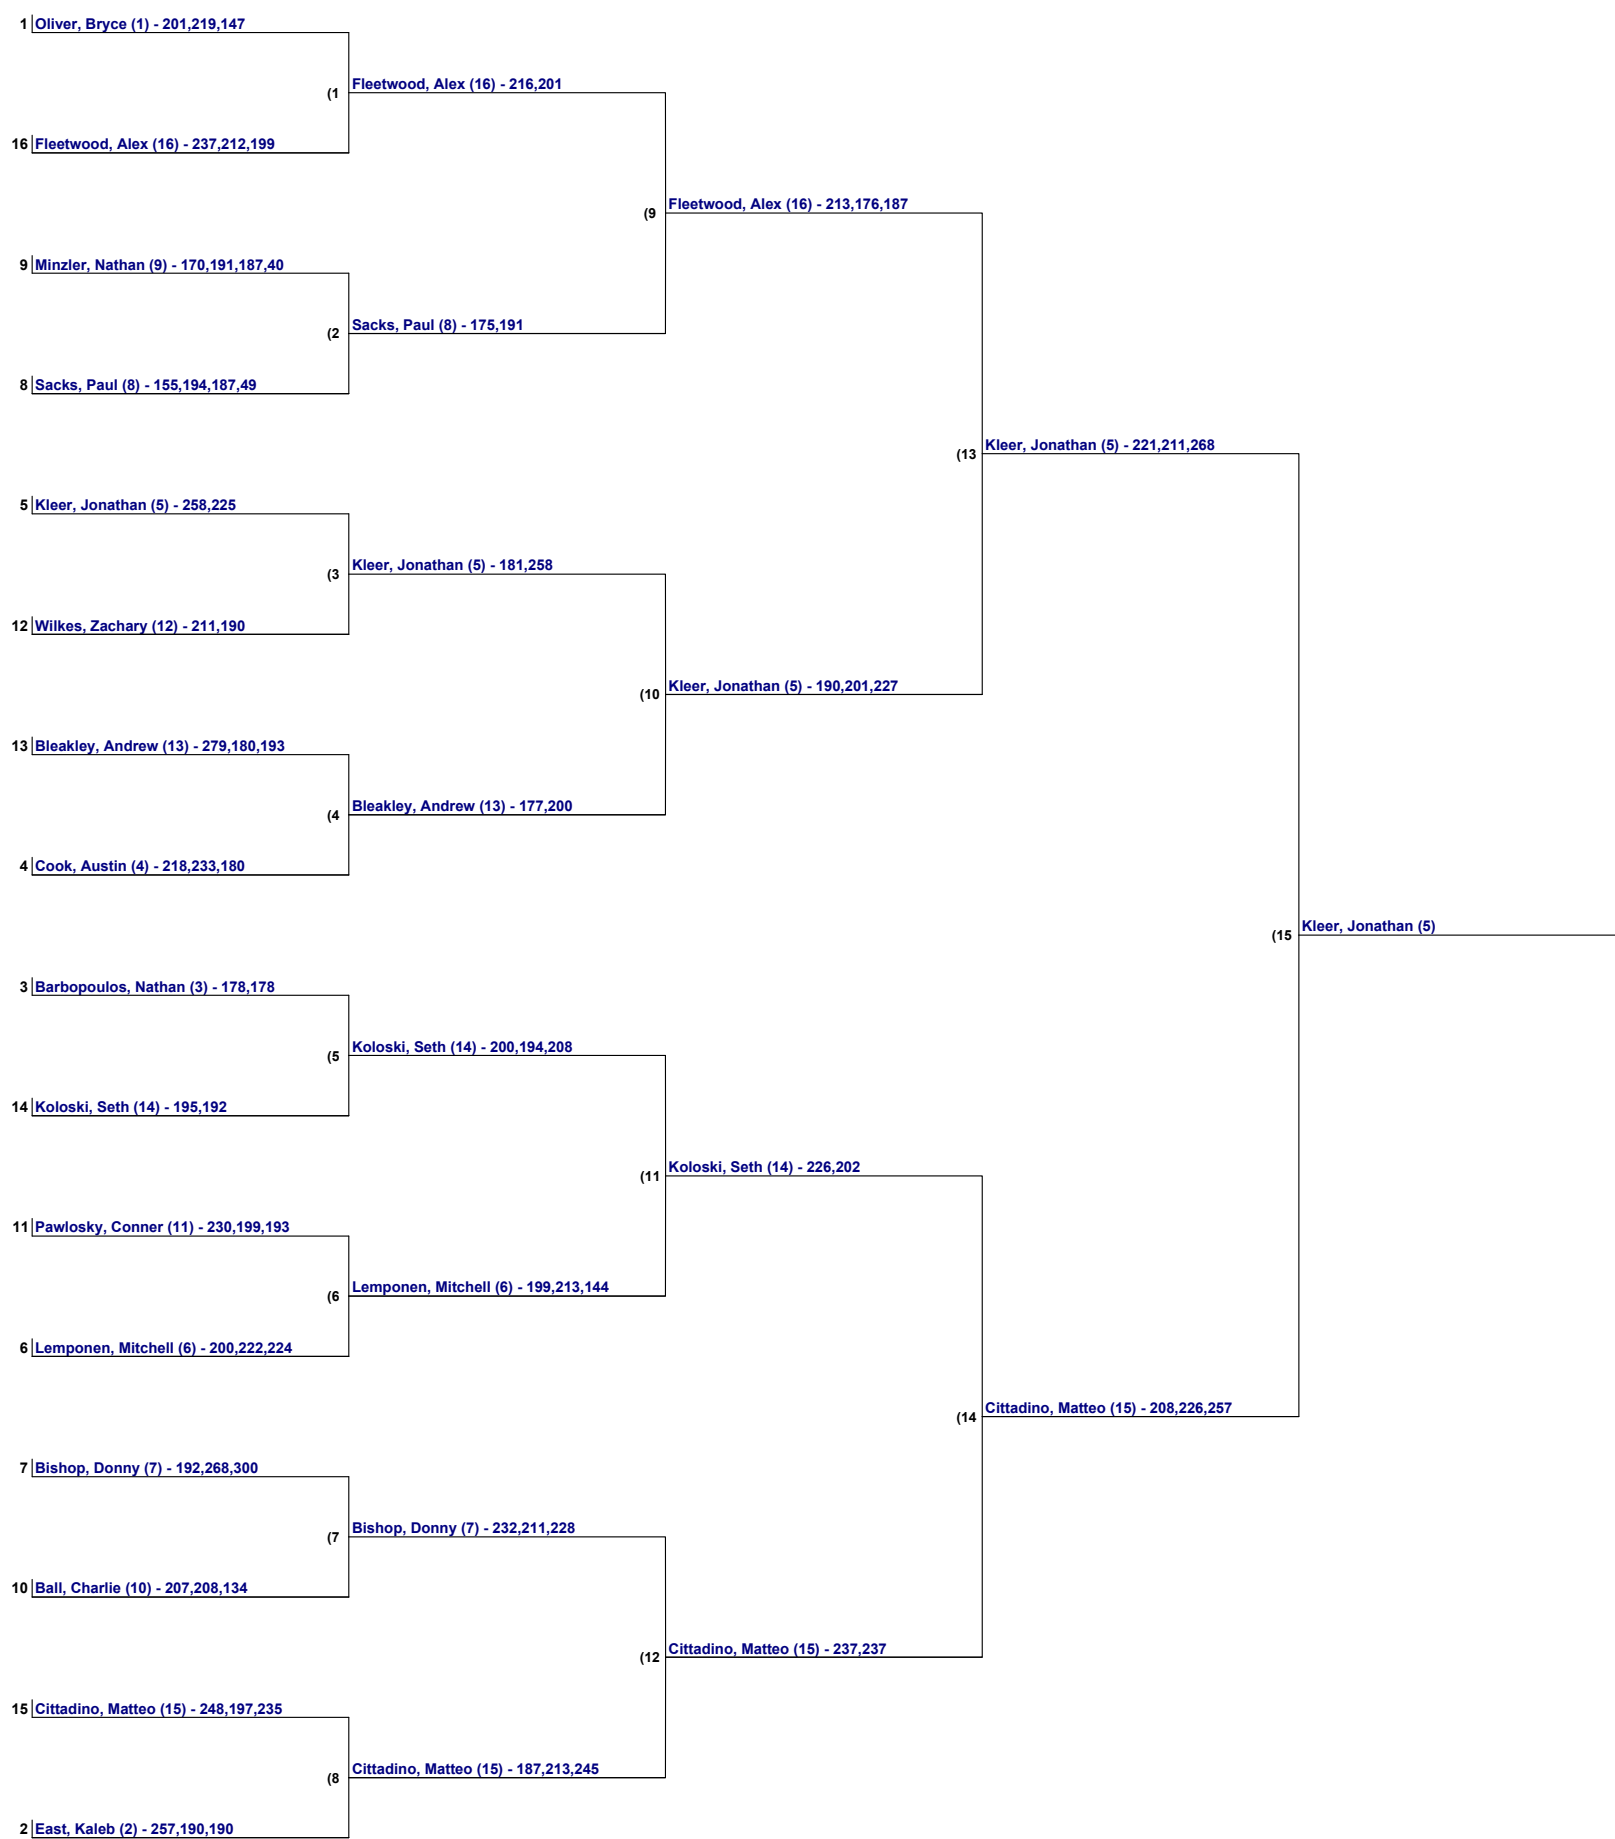 1 Oliver, Bryce (1) - 201,219,147
(1 Fleetwood, Alex (16) - 216,201
16 Fleetwood, Alex (16) - 237,212,199
(9 Fleetwood, Alex (16) - 213,176,187
9 Minzler, Nathan (9) - 170,191,187,40
(2 Sacks, Paul (8) - 175,191
8 Sacks, Paul (8) - 155,194,187,49
(13 Kleer, Jonathan (5) - 221,211,268
5 Kleer, Jonathan (5) - 258,225
(3 Kleer, Jonathan (5) - 181,258
12 Wilkes, Zachary (12) - 211,190
(10 Kleer, Jonathan (5) - 190,201,227
13 Bleakley, Andrew (13) - 279,180,193
(4 Bleakley, Andrew (13) - 177,200
4 Cook, Austin (4) - 218,233,180
(15 Kleer, Jonathan (5)
3 Barbopoulos, Nathan (3) - 178,178
(5 Koloski, Seth (14) - 200,194,208
14 Koloski, Seth (14) - 195,192
(11 Koloski, Seth (14) - 226,202
11 Pawlosky, Conner (11) - 230,199,193
(6 Lemponen, Mitchell (6) - 199,213,144
6 Lemponen, Mitchell (6) - 200,222,224
(14 Cittadino, Matteo (15) - 208,226,257
7 Bishop, Donny (7) - 192,268,300
(7 Bishop, Donny (7) - 232,211,228
10 Ball, Charlie (10) - 207,208,134
(12 Cittadino, Matteo (15) - 237,237
15 Cittadino, Matteo (15) - 248,197,235
(8 Cittadino, Matteo (15) - 187,213,245
2 East, Kaleb (2) - 257,190,190